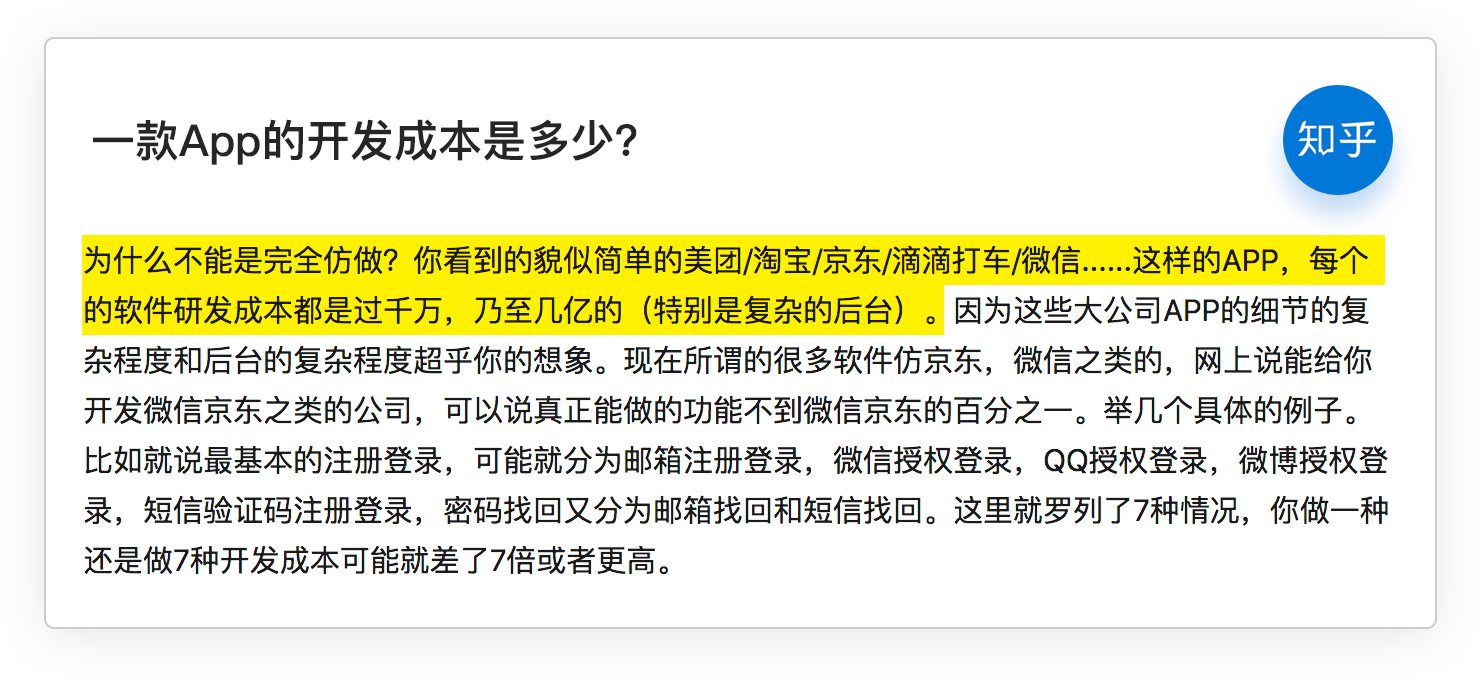 一款App的开发成本是多少?
知乎
为什么不能是完全仿做？你看到的貌似简单的美团/淘宝/京东/滴滴打车/微信......这样的APP，每个
的软件研发成本都是过千万，乃至几亿的（特别是复杂的后台）。因为这些大公司APP的细节的复
杂程度和后台的复杂程度超乎你的想象。现在所谓的很多软件仿京东，微信之类的，网上说能给你
开发微信京东之类的公司，可以说真正能做的功能不到微信京东的百分之一。举几个具体的例子。
比如就说最基本的注册登录，可能就分为邮箱注册登录，微信授权登录，QQ授权登录，微博授权登
录，短信验证码注册登录，密码找回又分为邮箱找回和短信找回。这里就罗列了7种情况，你做一种
还是做7种开发成本可能就差了7倍或者更高。